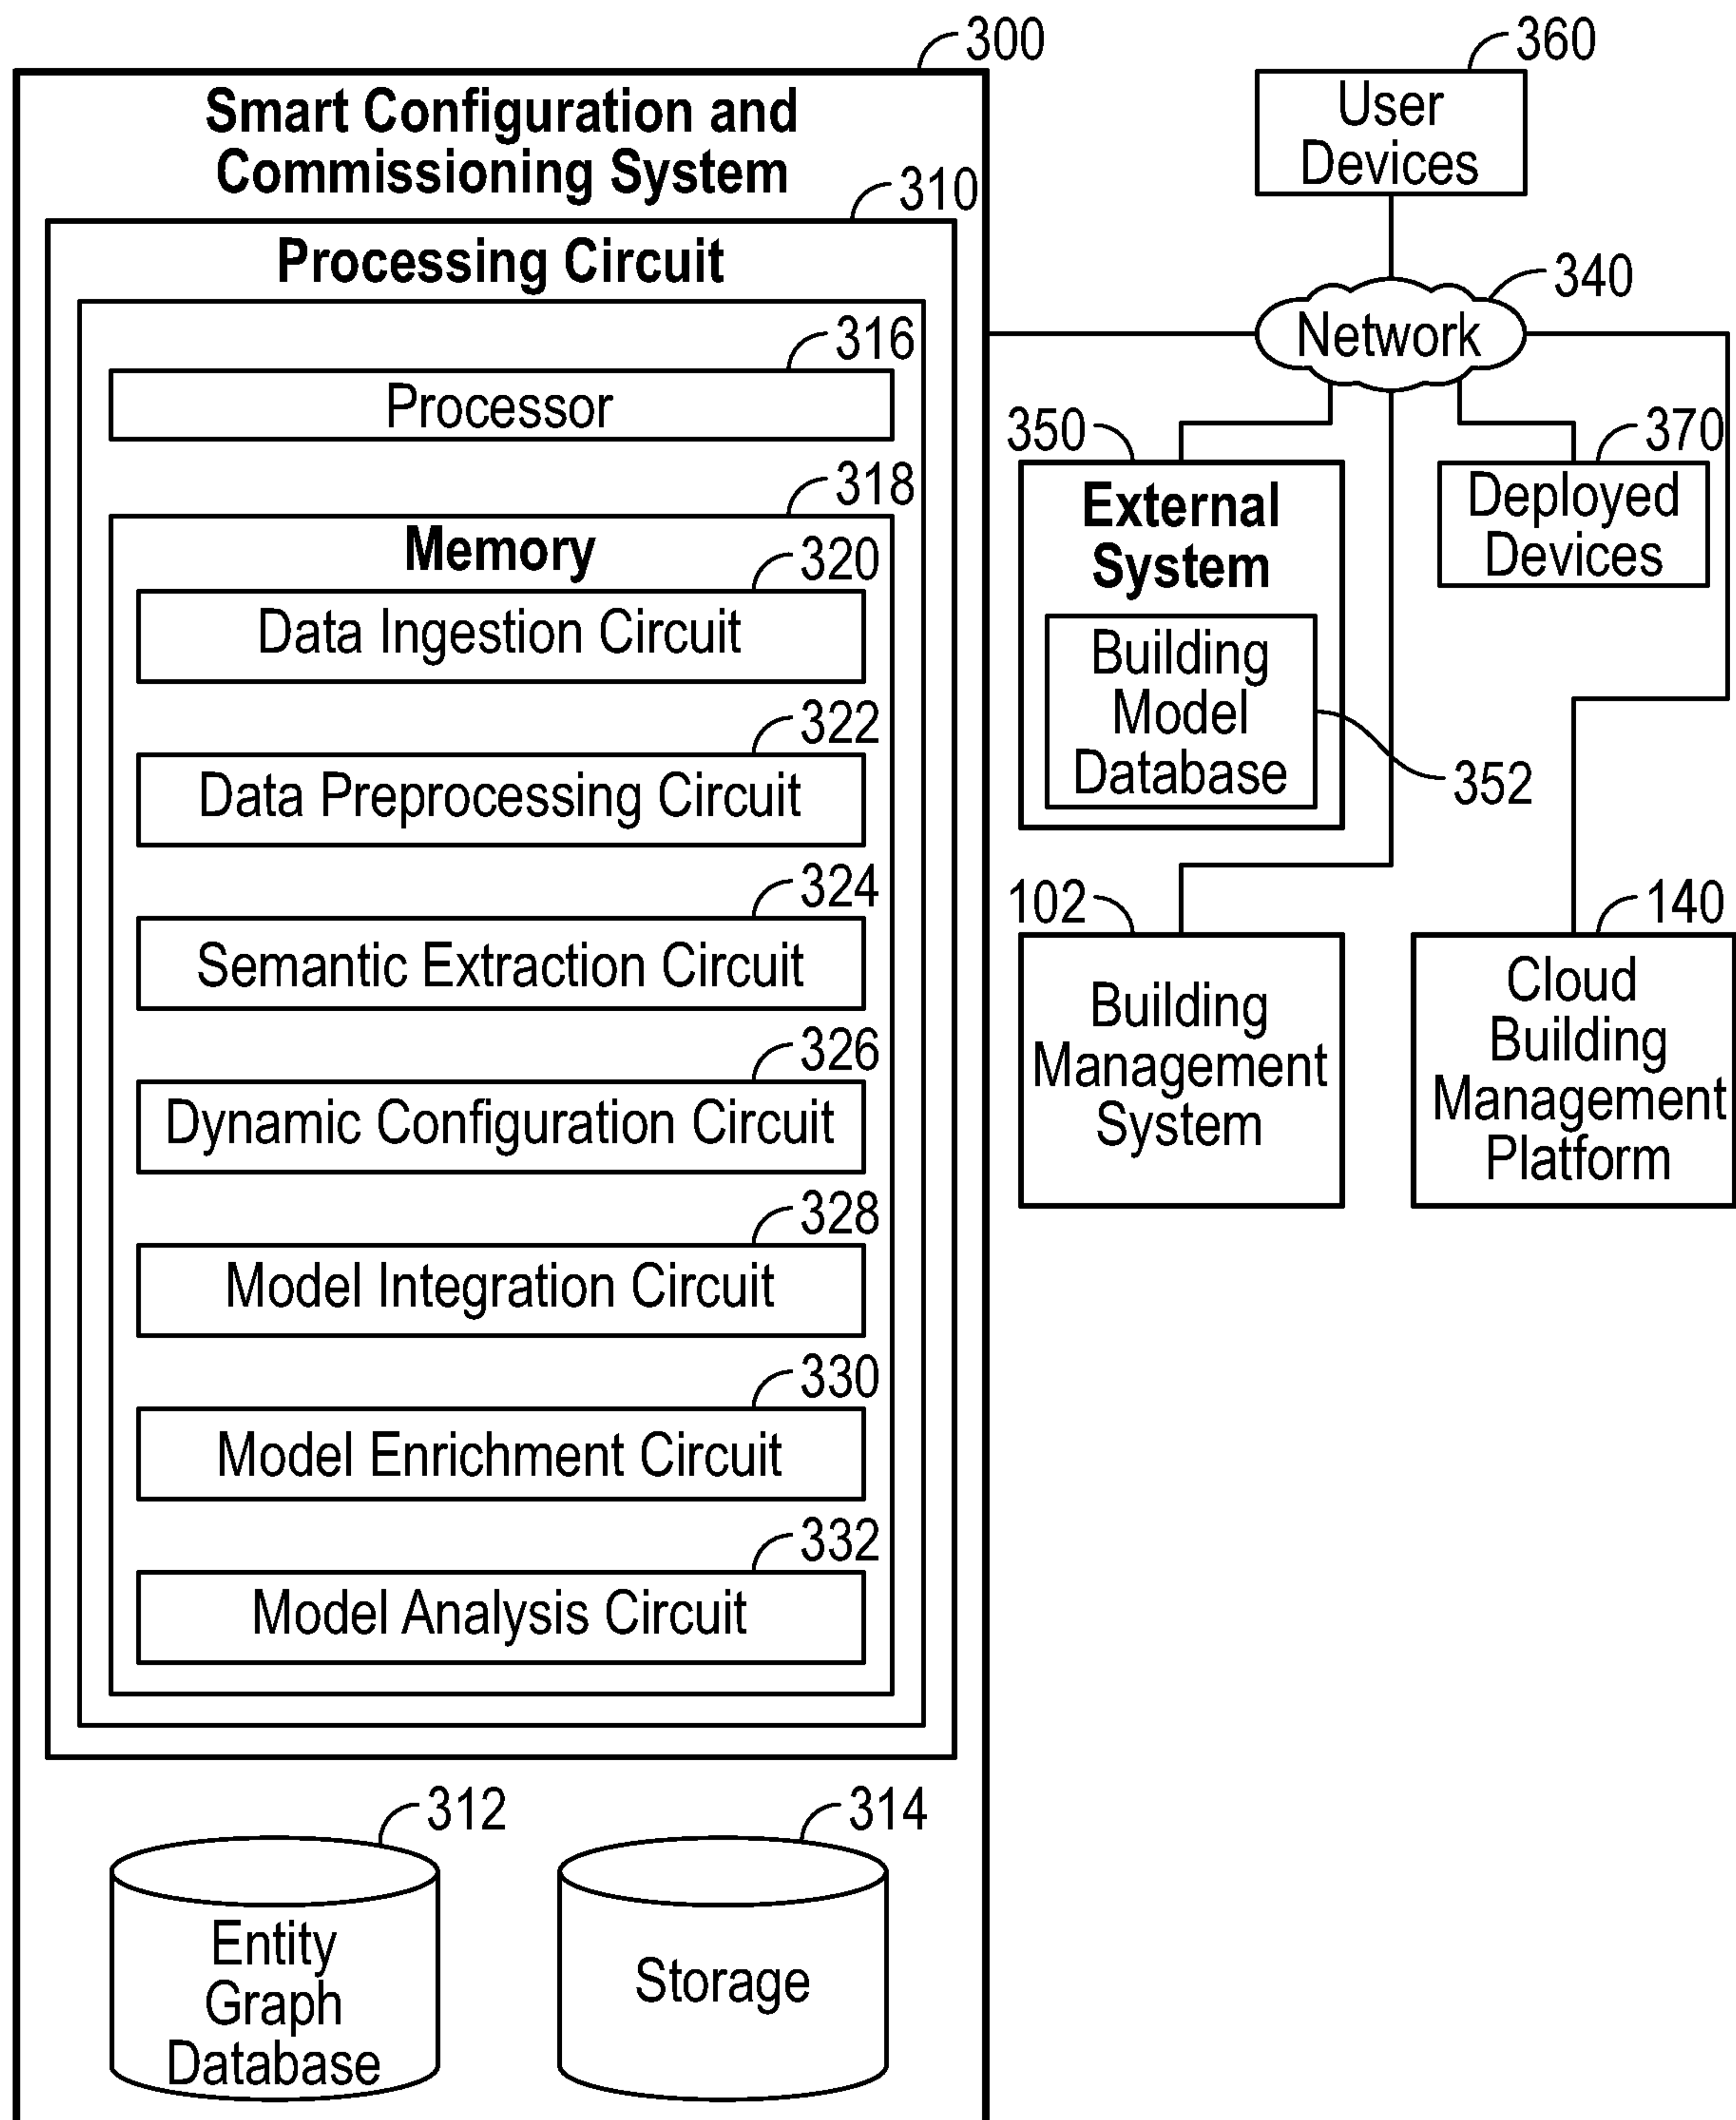 300
Smart Configuration and
Commissioning System
310
Processing Circuit
316
Processor
318
Memory
320
Data Ingestion Circuit
322
Data Preprocessing Circuit
324
Semantic Extraction Circuit
326
Dynamic Configuration Circuit
328
Model Integration Circuit
330
Model Enrichment Circuit
332
Model Analysis Circuit
312
Entity
Graph
Database
314
Storage
360
User
Devices
340
Network
350
External
System
Building
Model
Database
352
370
Deployed
Devices
102
Building
Management
System
140
Cloud
Building
Management
Platform